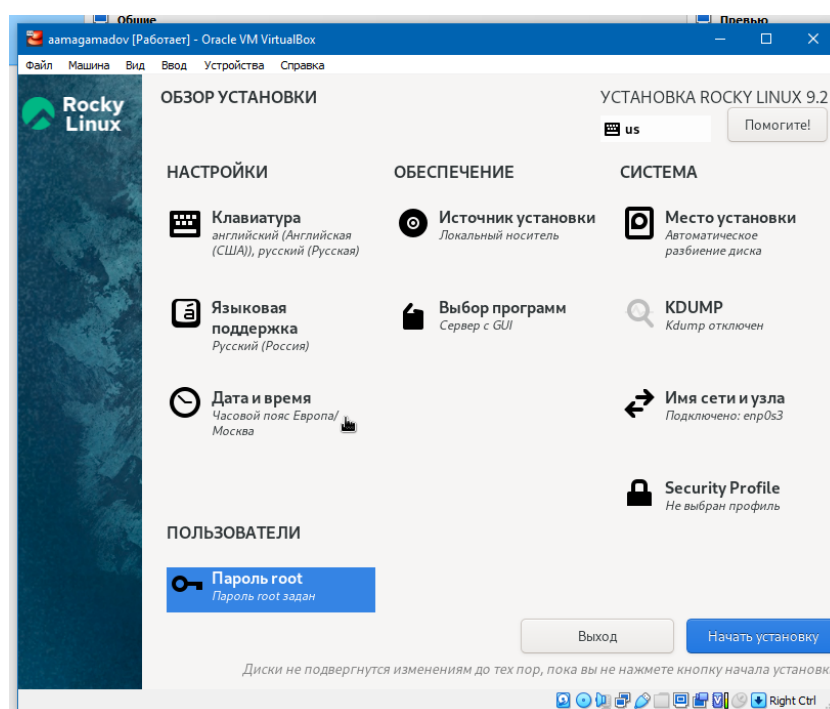 Общие
Превью
aamagamadov [Работает] - Oracle VM VirtualBox
Файл Машина Вид Ввод Устройства Справка
Rocky
Linux
ОБЗОР УСТАНОВКИ
УСТАНОВКА ROCKY LINUX 9.2
us
Помогите!
НАСТРОЙКИ
Клавиатура
английский (Английская
(США)), русский (Русская)
Языковая
поддержка
Русский (Россия)
Дата и время
Часовой пояс Европа/
Москва
ОБЕСПЕЧЕНИЕ
Источник установки
Локальный носитель
Выбор программ
Сервер с GUI
СИСТЕМА
Место установки
Автоматическое
разбиение диска
KDUMP
Kdump отключен
Имя сети и узла
Подключено: enp0s3
Security Profile
Не выбран профиль
ПОЛЬЗОВАТЕЛИ
Пароль root
Пароль root задан
Выход
Начать установку
Диски не подвергнутся изменениям до тех пор, пока вы не нажмете кнопку начала установк
Right Ctrl